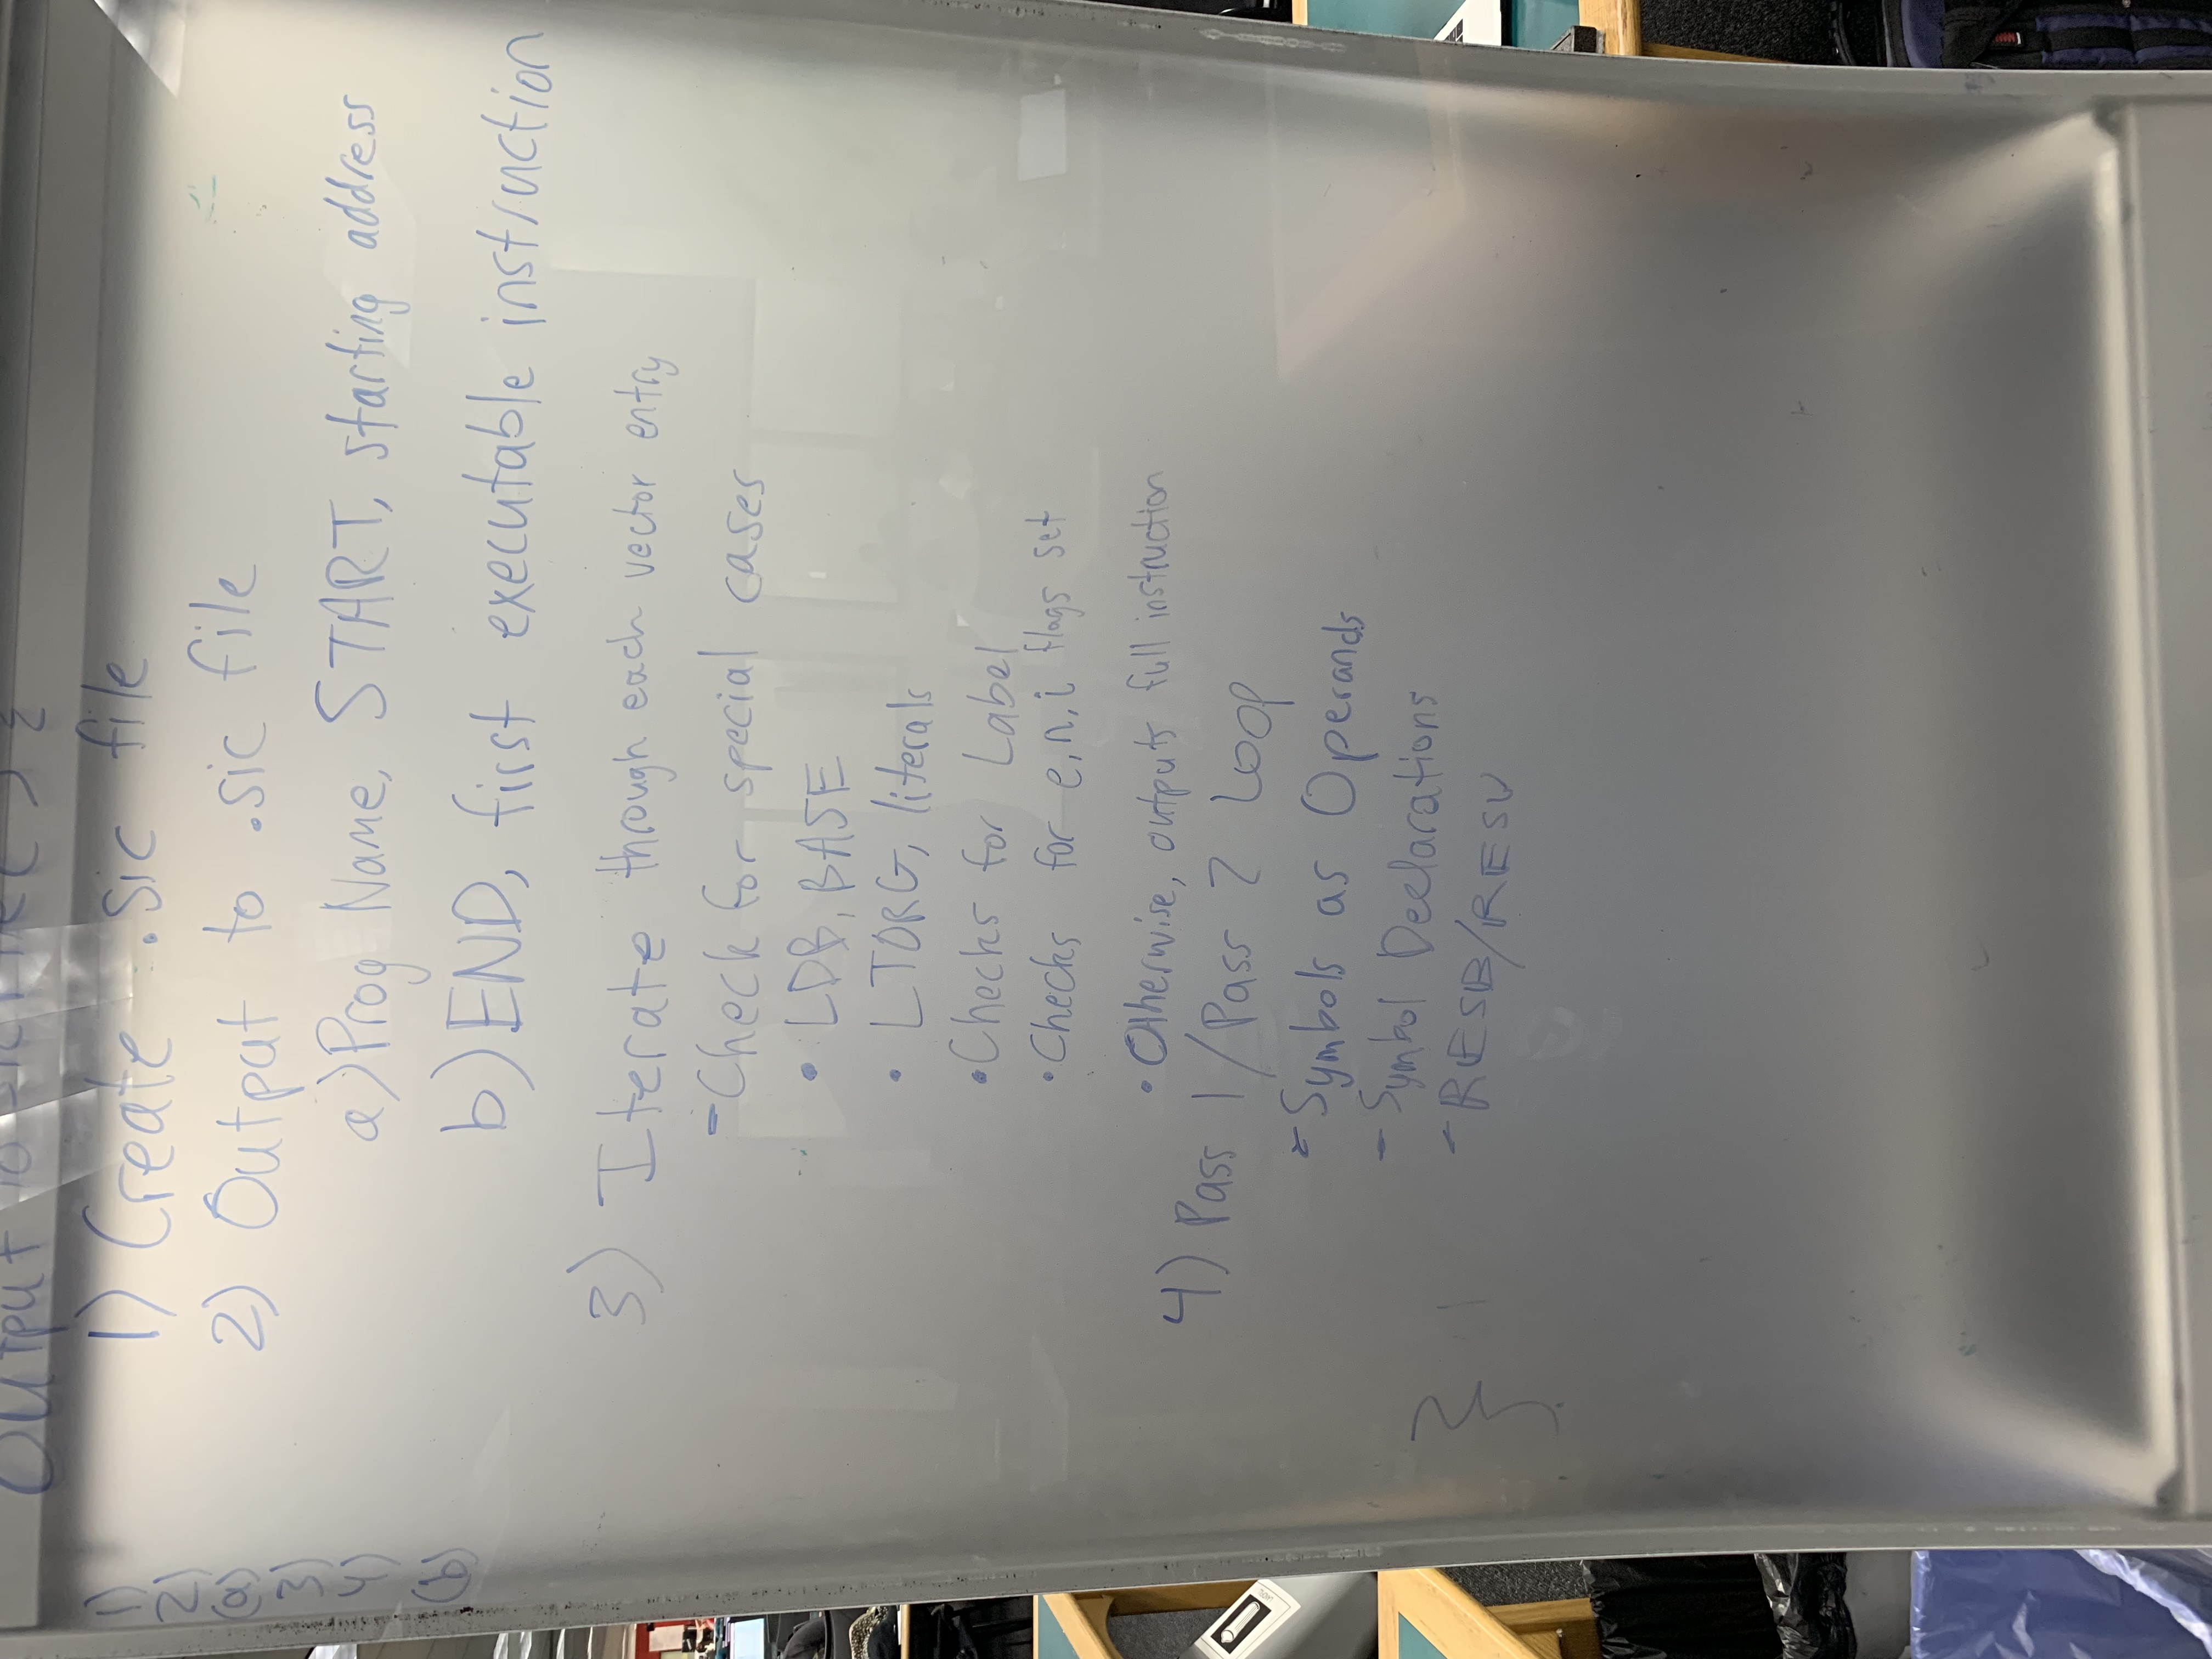 Output to sicFile() {
1) Create .sic file
2) Output to .sic file
a) Prog Name, START, starting address
b) END, first executable instruction
3) Iterate through each vector entry
- Check for special cases
• LDB, BASE
• LTORG, literals
• Checks for Label
• Checks for e, n, i flags set
• Otherwise, outputs full instruction
4) Pass 1 / Pass 2 Loop
- Symbols as Operands
- Symbol Declarations
- RESB/RESW
}
1)
2)
(a)
3)
4)
(b)